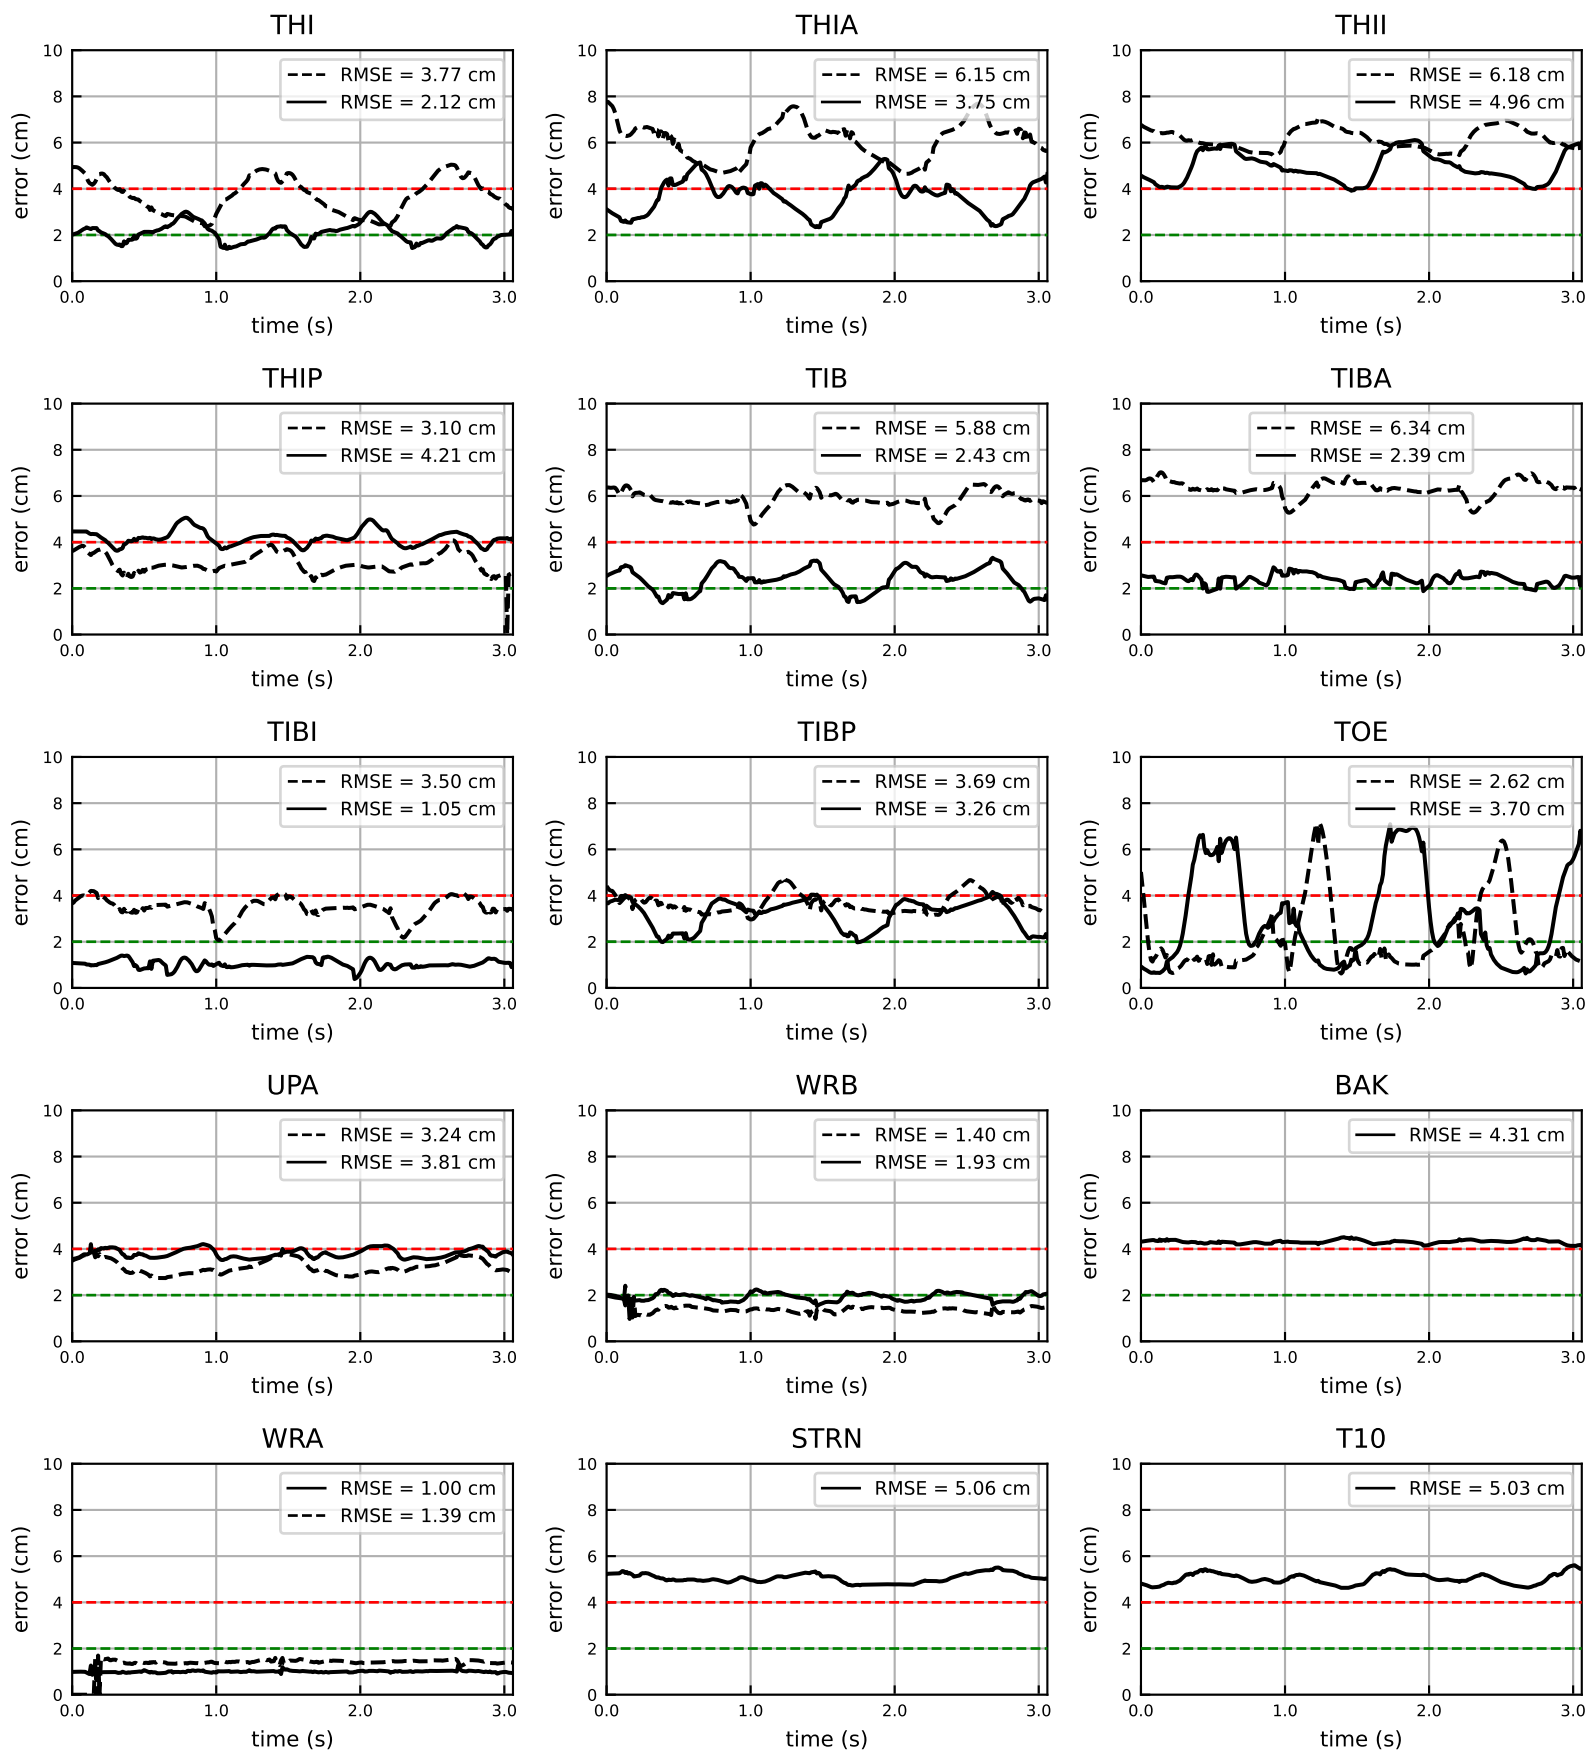 THI
RMSE = 3.77 cm
RMSE = 2.12 cm
error (cm)
10
8
6
4
2
0
0.0 1.0 2.0 3.0
time (s)
THIA
RMSE = 6.15 cm
RMSE = 3.75 cm
error (cm)
10
8
6
4
2
0
0.0 1.0 2.0 3.0
time (s)
THII
RMSE = 6.18 cm
RMSE = 4.96 cm
error (cm)
10
8
6
4
2
0
0.0 1.0 2.0 3.0
time (s)
THIP
RMSE = 3.10 cm
RMSE = 4.21 cm
error (cm)
10
8
6
4
2
0
0.0 1.0 2.0 3.0
time (s)
TIB
RMSE = 5.88 cm
RMSE = 2.43 cm
error (cm)
10
8
6
4
2
0
0.0 1.0 2.0 3.0
time (s)
TIBA
RMSE = 6.34 cm
RMSE = 2.39 cm
error (cm)
10
8
6
4
2
0
0.0 1.0 2.0 3.0
time (s)
TIBI
RMSE = 3.50 cm
RMSE = 1.05 cm
error (cm)
10
8
6
4
2
0
0.0 1.0 2.0 3.0
time (s)
TIBP
RMSE = 3.69 cm
RMSE = 3.26 cm
error (cm)
10
8
6
4
2
0
0.0 1.0 2.0 3.0
time (s)
TOE
RMSE = 2.62 cm
RMSE = 3.70 cm
error (cm)
10
8
6
4
2
0
0.0 1.0 2.0 3.0
time (s)
UPA
RMSE = 3.24 cm
RMSE = 3.81 cm
error (cm)
10
8
6
4
2
0
0.0 1.0 2.0 3.0
time (s)
WRB
RMSE = 1.40 cm
RMSE = 1.93 cm
error (cm)
10
8
6
4
2
0
0.0 1.0 2.0 3.0
time (s)
BAK
RMSE = 4.31 cm
error (cm)
10
8
6
4
2
0
0.0 1.0 2.0 3.0
time (s)
WRA
RMSE = 1.00 cm
RMSE = 1.39 cm
error (cm)
10
8
6
4
2
0
0.0 1.0 2.0 3.0
time (s)
STRN
RMSE = 5.06 cm
error (cm)
10
8
6
4
2
0
0.0 1.0 2.0 3.0
time (s)
T10
RMSE = 5.03 cm
error (cm)
10
8
6
4
2
0
0.0 1.0 2.0 3.0
time (s)